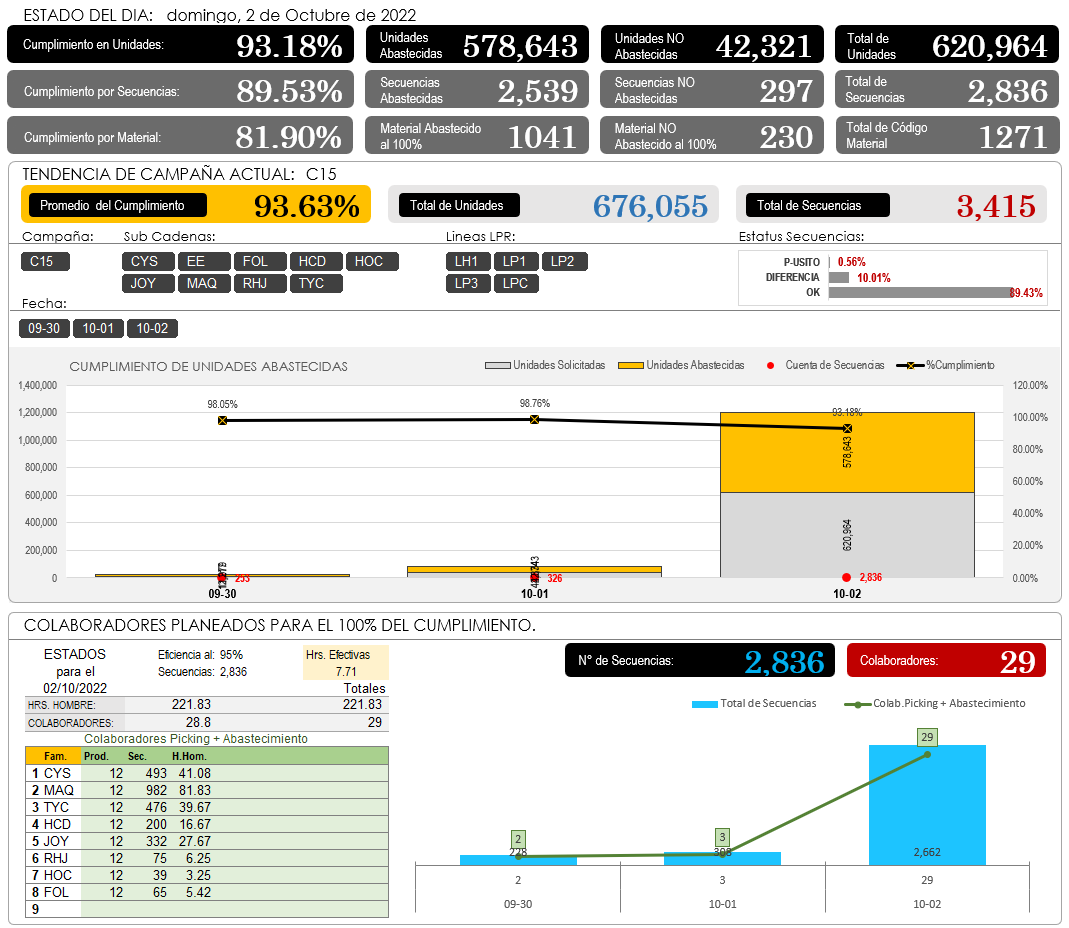 ESTADO DEL DIA: domingo, 2 de Octubre de 2022
Cumplimiento en Unidades: 93.18%
Unidades Abastecidas 578,643
Unidades NO Abastecidas 42,321
Total de Unidades 620,964
Cumplimiento por Secuencias: 89.53%
Secuencias Abastecidas 2,539
Secuencias NO Abastecidas 297
Total de Secuencias 2,836
Cumplimiento por Material: 81.90%
Material Abastecido al 100% 1041
Material NO Abastecido al 100% 230
Total de Código Material 1271
TENDENCIA DE CAMPAÑA ACTUAL: C15
Promedio del Cumplimiento 93.63%
Total de Unidades 676,055
Total de Secuencias 3,415
Campaña: Sub Cadenas: Lineas LPR: Estatus Secuencias:
C15 CYS EE FOL HCD HOC LH1 LP1 LP2
JOY MAQ RHJ TYC LP3 LPC
P-USITO 0.56%
DIFERENCIA 10.01%
OK 89.43%
Fecha:
09-30 10-01 10-02
CUMPLIMIENTO DE UNIDADES ABASTECIDAS
Unidades Solicitadas Unidades Abastecidas Cuenta de Secuencias %Cumplimiento
1,400,000
1,200,000
1,000,000
800,000
600,000
400,000
200,000
0
120.00%
100.00%
80.00%
60.00%
40.00%
20.00%
0.00%
98.05% 98.76% 93.18%
578,643
620,964
253 326 2,836
09-30 10-01 10-02
COLABORADORES PLANEADOS PARA EL 100% DEL CUMPLIMIENTO.
ESTADOS Eficiencia al: 95% Hrs. Efectivas
para el Secuencias: 2,836 7.71
02/10/2022 Totales
HRS. HOMBRE: 221.83 221.83
COLABORADORES: 28.8 29
Colaboradores Picking + Abastecimiento
Fam. Prod. Sec. H.Hom.
1 CYS 12 493 41.08
2 MAQ 12 982 81.83
3 TYC 12 476 39.67
4 HCD 12 200 16.67
5 JOY 12 332 27.67
6 RHJ 12 75 6.25
7 HOC 12 39 3.25
8 FOL 12 65 5.42
9
N° de Secuencias: 2,836
Colaboradores: 29
Total de Secuencias Colab.Picking + Abastecimiento
2 3 29
228 308 2,662
2 3 29
09-30 10-01 10-02